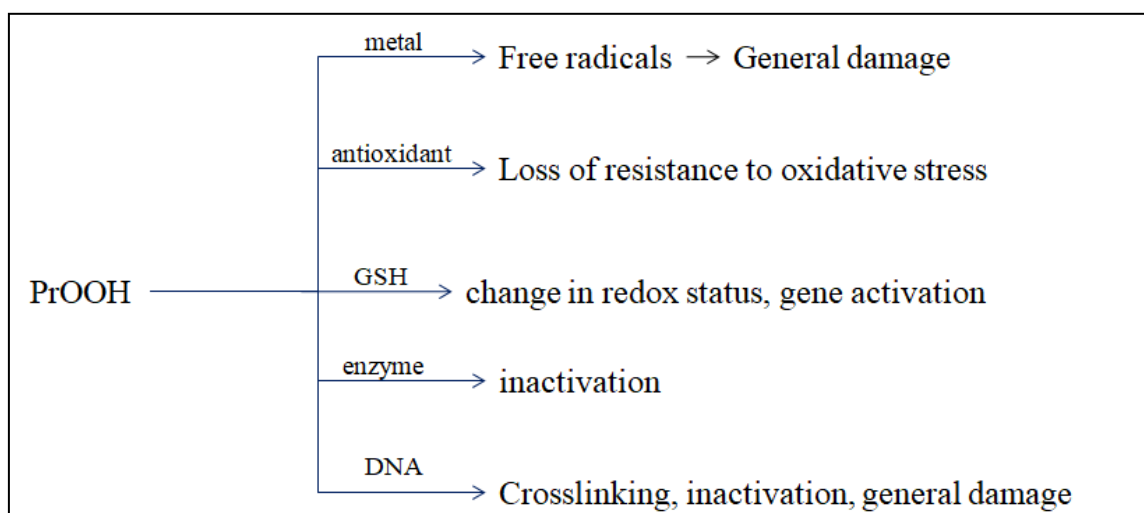 metal
Free radicals → General damage
antioxidant
Loss of resistance to oxidative stress
PrOOH
GSH
change in redox status, gene activation
enzyme
inactivation
DNA
Crosslinking, inactivation, general damage